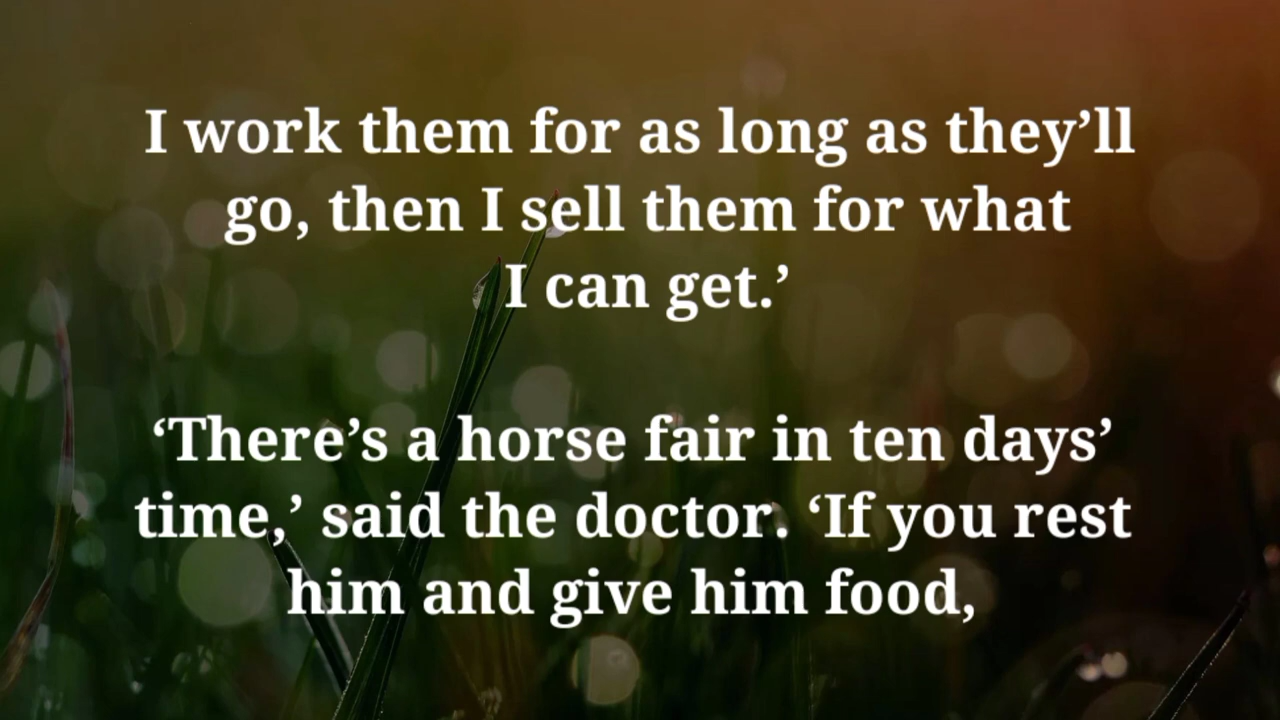 I work them for as long as they’ll
go, then I sell them for what
I can get.’
‘There’s a horse fair in ten days’
time,’ said the doctor. ‘If you rest
him and give him food,